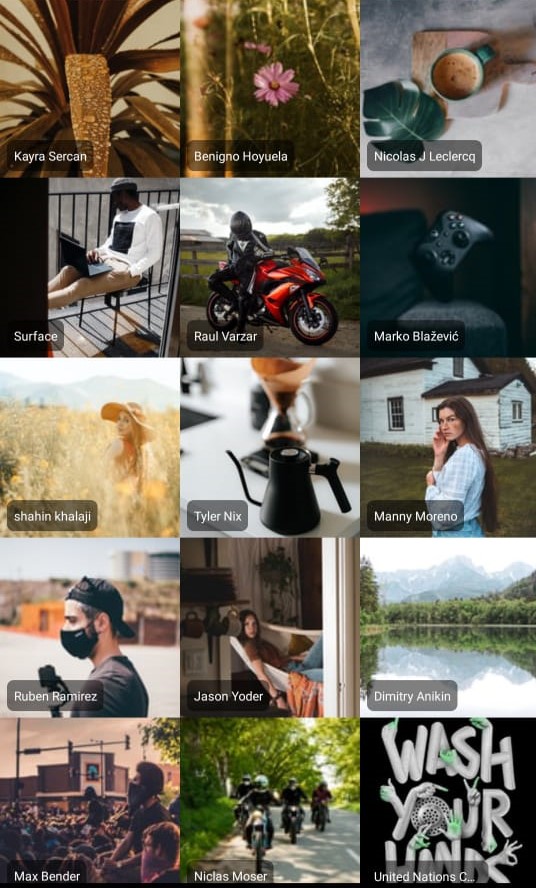 Kayra Sercan
Benigno Hoyuela
Nicolas J Leclercq
Surface
Raul Varzar
Marko Blažević
shahin khalaji
Tyler Nix
Manny Moreno
Ruben Ramirez
Jason Yoder
Dimitry Anikin
WASH
YOUR
HANDS
Max Bender
Niclas Moser
United Nations C...